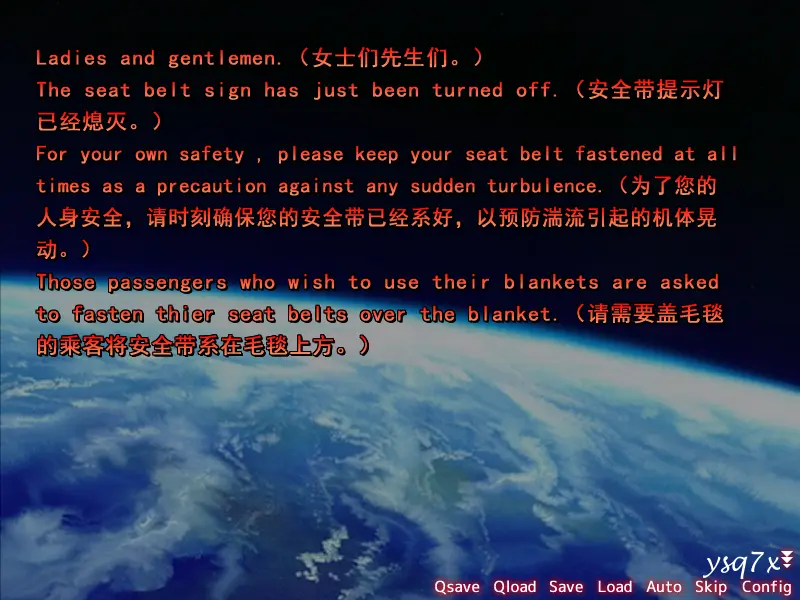 Ladies and gentlemen.（女士们先生们。）
The seat belt sign has just been turned off.（安全带提示灯
已经熄灭。）
For your own safety , please keep your seat belt fastened at all
times as a precaution against any sudden turbulence.（为了您的
人身安全，请时刻确保您的安全带已经系好，以预防湍流引起的机体晃
动。）
Those passengers who wish to use their blankets are asked
to fasten thier seat belts over the blanket.（请需要盖毛毯
的乘客将安全带系在毛毯上方。）
ysq7x
Qsave Qload Save Load Auto Skip Config